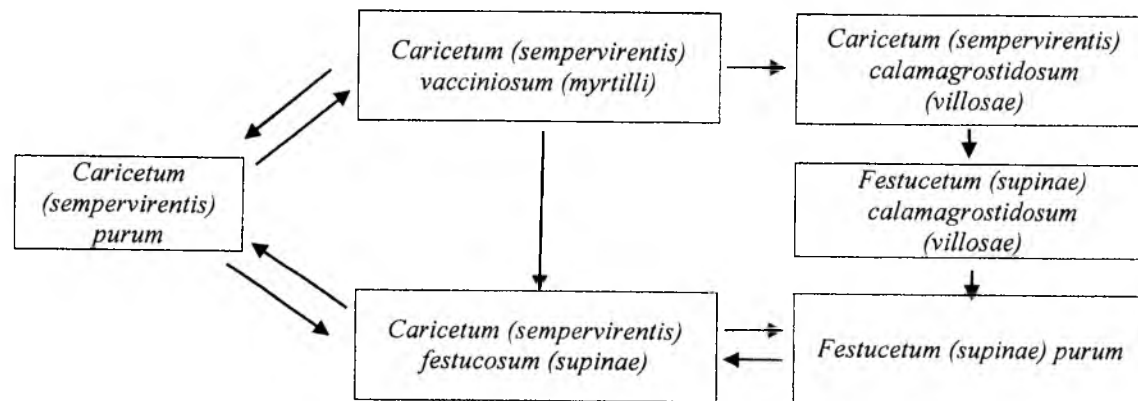 Caricetum (sempervirentis)
vacciniosum (myrtilli)
Caricetum (sempervirentis)
calamagrostidosum
(villosae)
Caricetum
(sempervirentis)
purum
Festucetum (supinae)
calamagrostidosum
(villosae)
Caricetum (sempervirentis)
festucosum (supinae)
Festucetum (supinae) purum